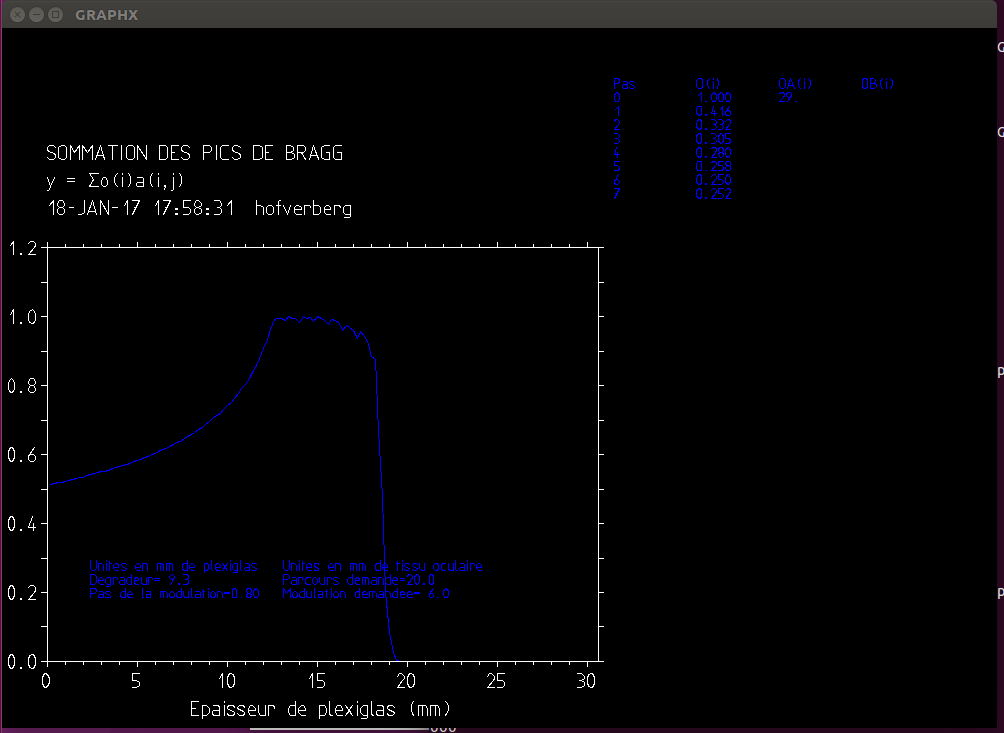 GRAPHX
Pas O(i) OA(i) OB(i)
0 1.000 22.
1 0.416
2 0.332
3 0.305
4 0.280
5 0.258
6 0.250
7 0.252
SOMMATION DES PICS DE BRAGG
y = Σo(i)a(i,j)
18-JAN-17 17:58:31 hofverberg
1.2
1.0
0.8
0.6
0.4
0.2
0.0
Unites en mm de plexiglas Unites en mm de tissu oculaire
Degradeur= 9.3 Parcours demande=20.0
Pas de la modulation=0.80 Modulation demandee= 6.0
0 5 10 15 20 25 30
Epaisseur de plexiglas (mm)